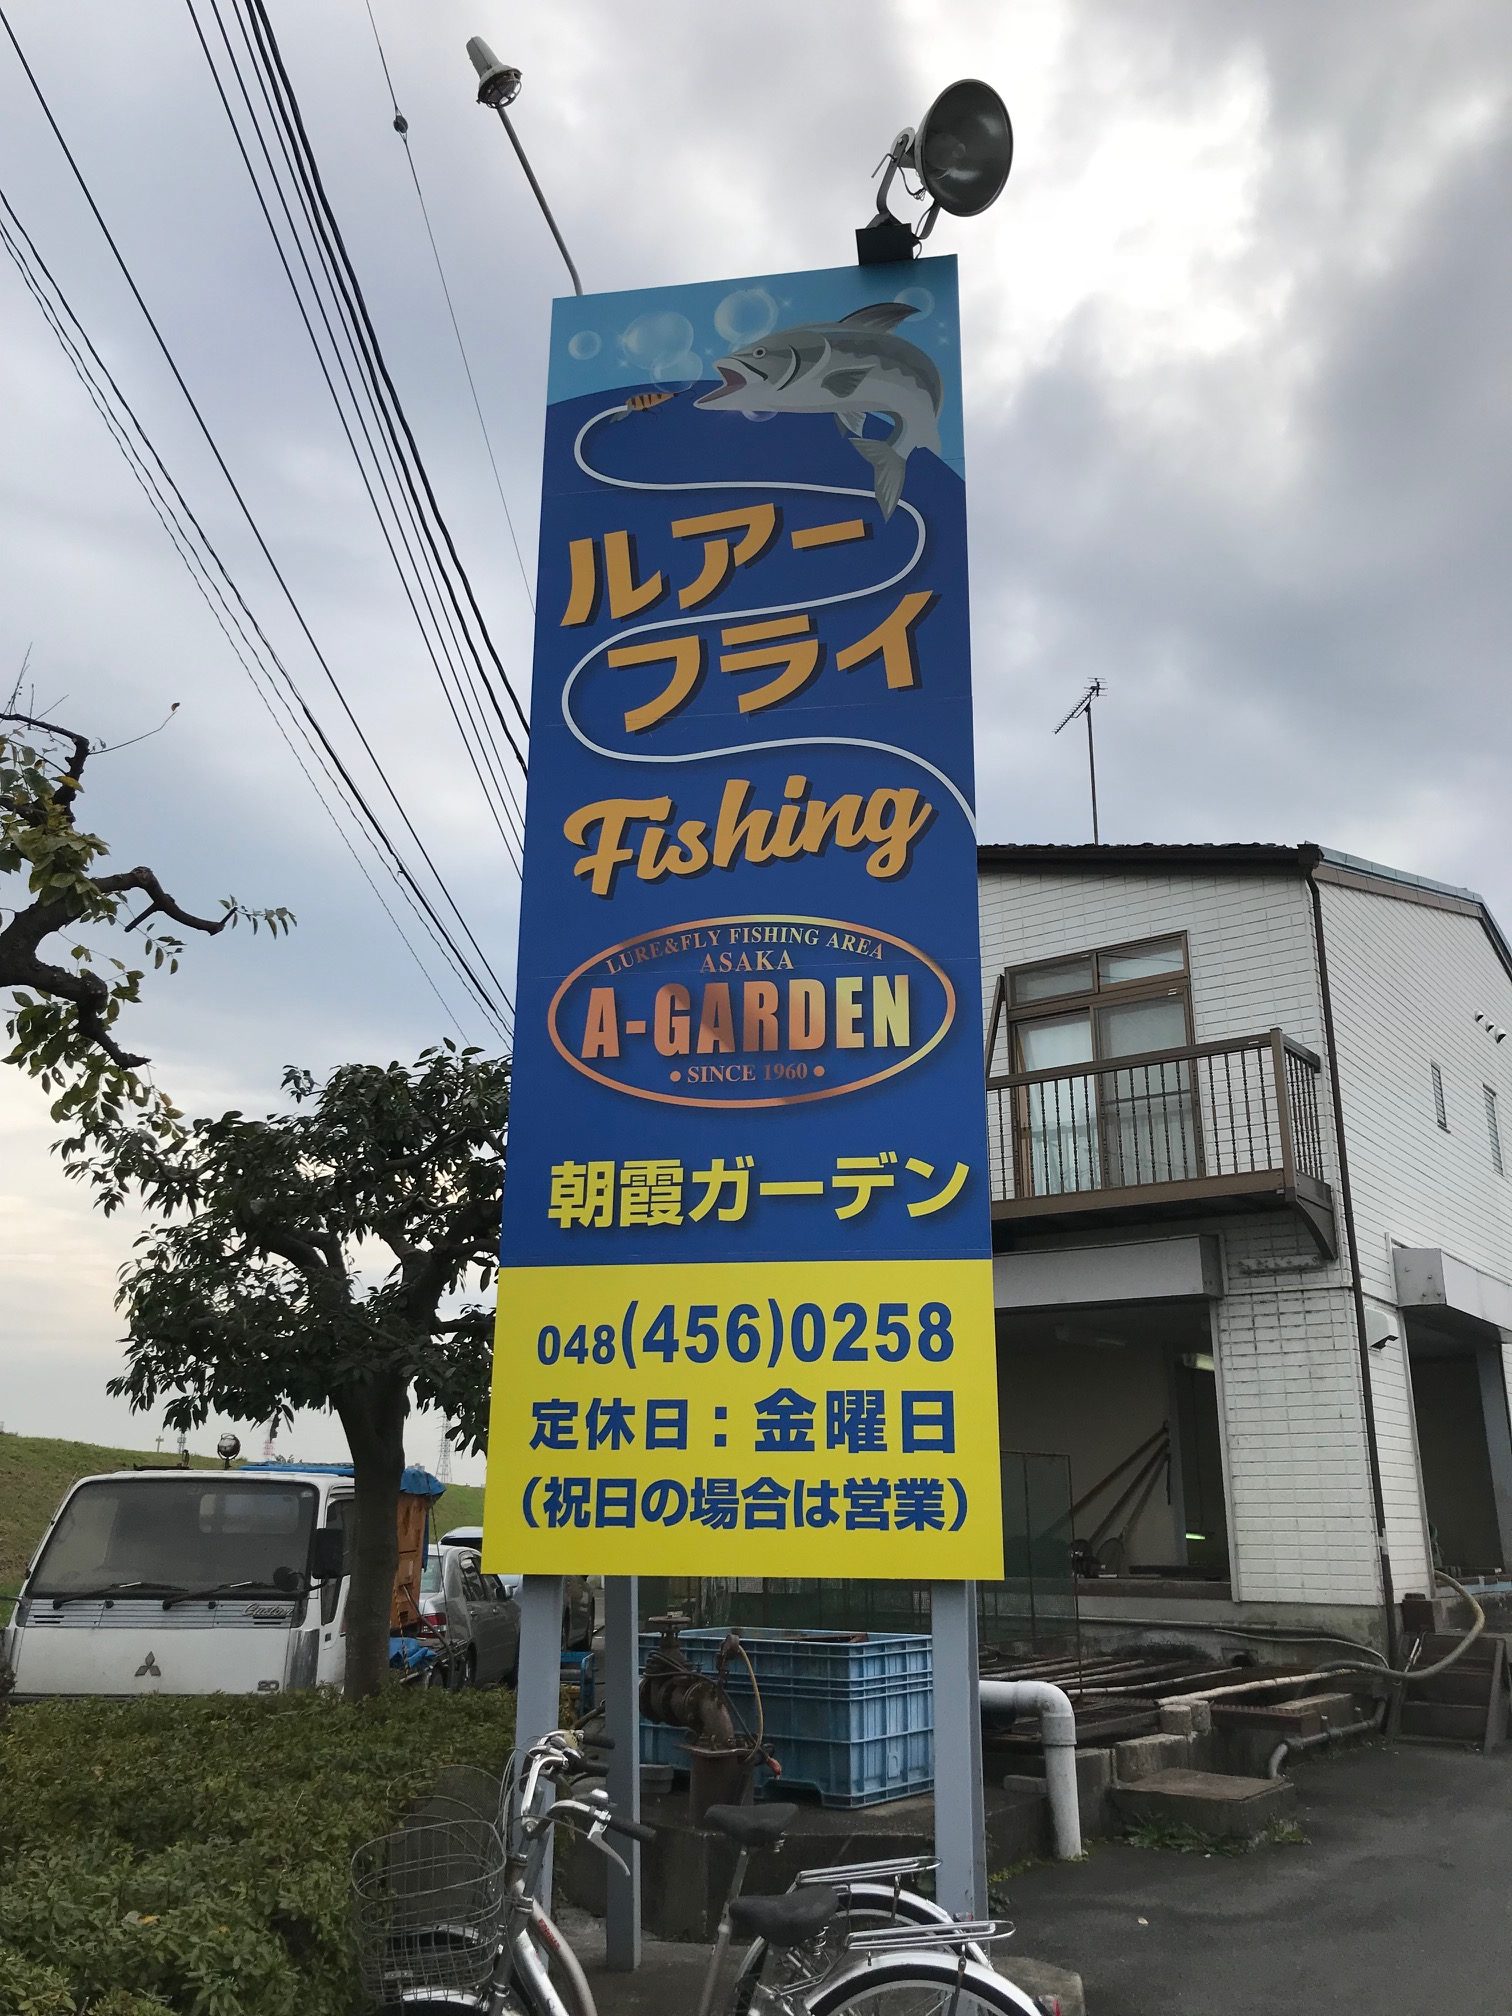 ルアー
フライ
Fishing
LURE&FLY FISHING AREA
ASAKA
A-GARDEN
• SINCE 1960 •
朝霞ガーデン
048(456)0258
定休日：金曜日
（祝日の場合は営業）
Custom
20